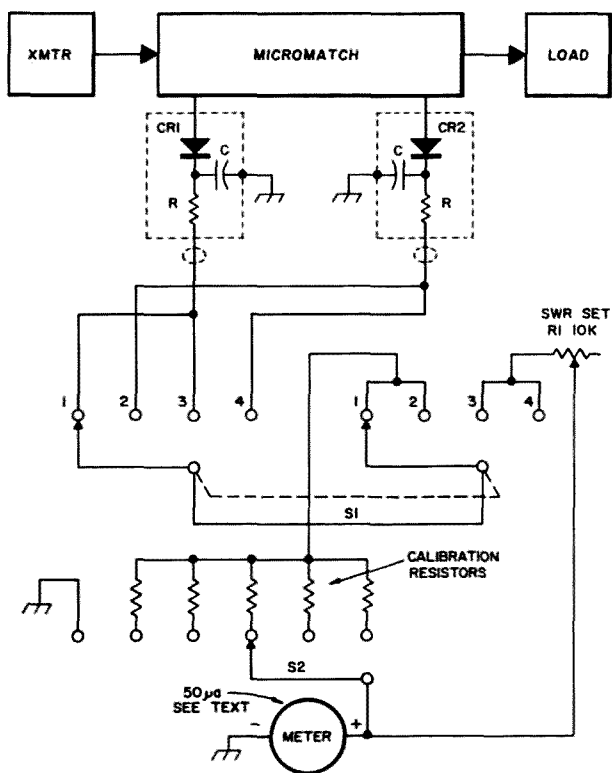 XMTR
MICROMATCH
LOAD
CR1
C
R
CR2
C
R
SWR SET
R1 10K
1
2
3
4
1
2
3
4
S1
CALIBRATION
RESISTORS
S2
50µa
SEE TEXT
-
METER
+